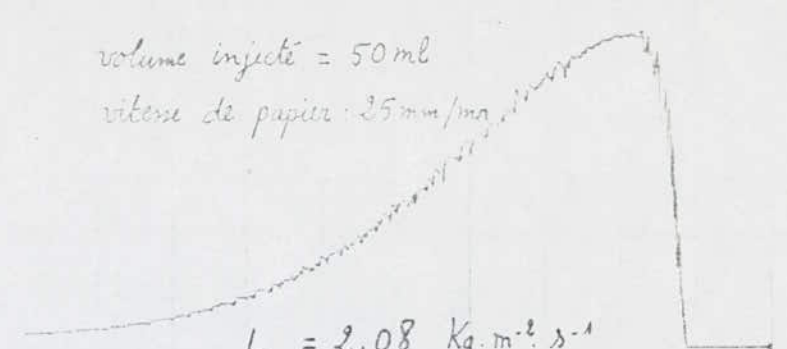 volume injecté = 50 ml
vitesse de papier : 25 mm/mn
= 2,08 Kg.m⁻².s⁻¹